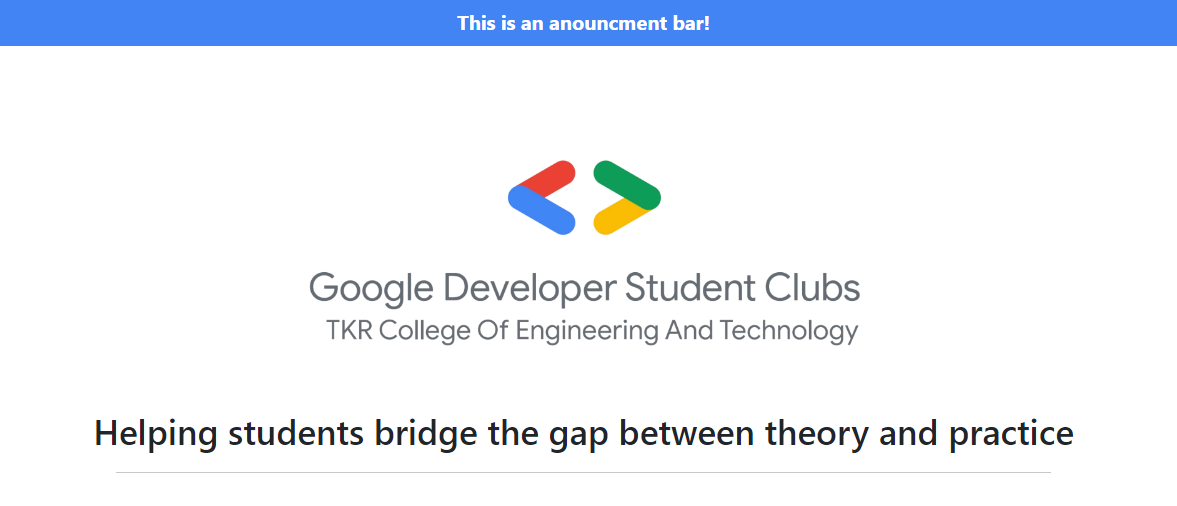 This is an anouncment bar!
Google Developer Student Clubs
TKR College Of Engineering And Technology
Helping students bridge the gap between theory and practice